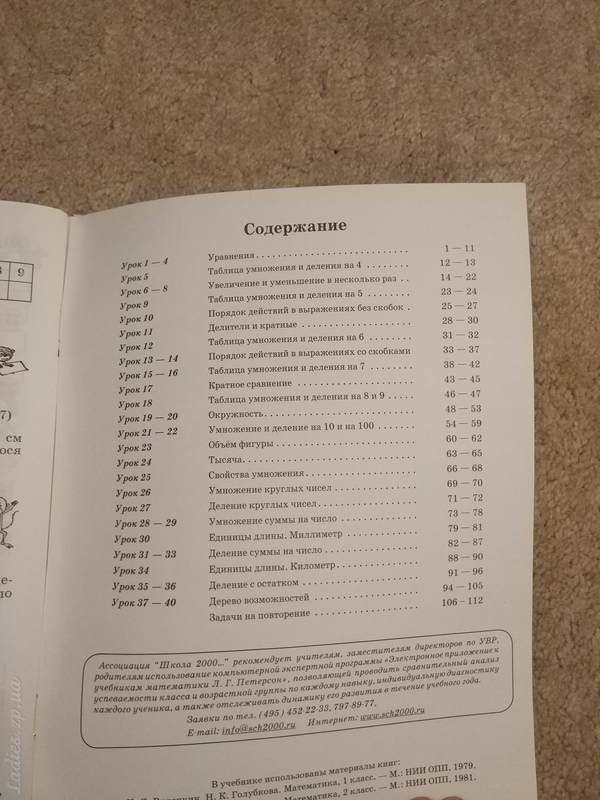 Содержание
Урок 1 — 4 Уравнения 1 — 11
Урок 5 Таблица умножения и деления на 4 12 — 13
Урок 6 — 8 Увеличение и уменьшение в несколько раз 14 — 22
Урок 9 Таблица умножения и деления на 5 23 — 24
Урок 10 Порядок действий в выражениях без скобок 25 — 27
Урок 11 Делители и кратные 28 — 30
Урок 12 Таблица умножения и деления на 6 31 — 32
Урок 13 — 14 Порядок действий в выражениях со скобками 33 — 37
Урок 15 — 16 Таблица умножения и деления на 7 38 — 42
Урок 17 Кратное сравнение 43 — 45
Урок 18 Таблица умножения и деления на 8 и 9 46 — 47
Урок 19 — 20 Окружность 48 — 53
Урок 21 — 22 Умножение и деление на 10 и на 100 54 — 59
Урок 23 Объём фигуры 60 — 62
Урок 24 Тысяча 63 — 65
Урок 25 Свойства умножения 66 — 68
Урок 26 Умножение круглых чисел 69 — 70
Урок 27 Деление круглых чисел 71 — 72
Урок 28 — 29 Умножение суммы на число 73 — 78
Урок 30 Единицы длины. Миллиметр 79 — 81
Урок 31 — 33 Деление суммы на число 82 — 87
Урок 34 Единицы длины. Километр 88 — 90
Урок 35 — 36 Деление с остатком 91 — 96
Урок 37 — 40 Дерево возможностей 94 — 105
Задачи на повторение 106 - 112
Ассоциация "Школа 2000..." рекомендует учителям, заместителям директоров по УВР,
родителям использование компьютерной экспертной программы «Электронное приложение к
учебникам математики Л. Г. Петерсон», позволяющей проводить сравнительный анализ
успеваемости класса и возрастной группы по каждому навыку, индивидуальную диагностику
каждого ученика, а также отслеживать динамику его развития в течение учебного года.
Заявки по тел. (495) 452-22-33, 797-89-77.
E-mail: info@sch2000.ru Интернет: www.sch2000.ru
В учебнике использованы материалы книг:
Н. К. Голубкова. Математика, 1 класс. — М.: НИИ ОПП, 1979.
Математика, 2 класс. — М.: НИИ ОПП, 1981.
9
7)
см